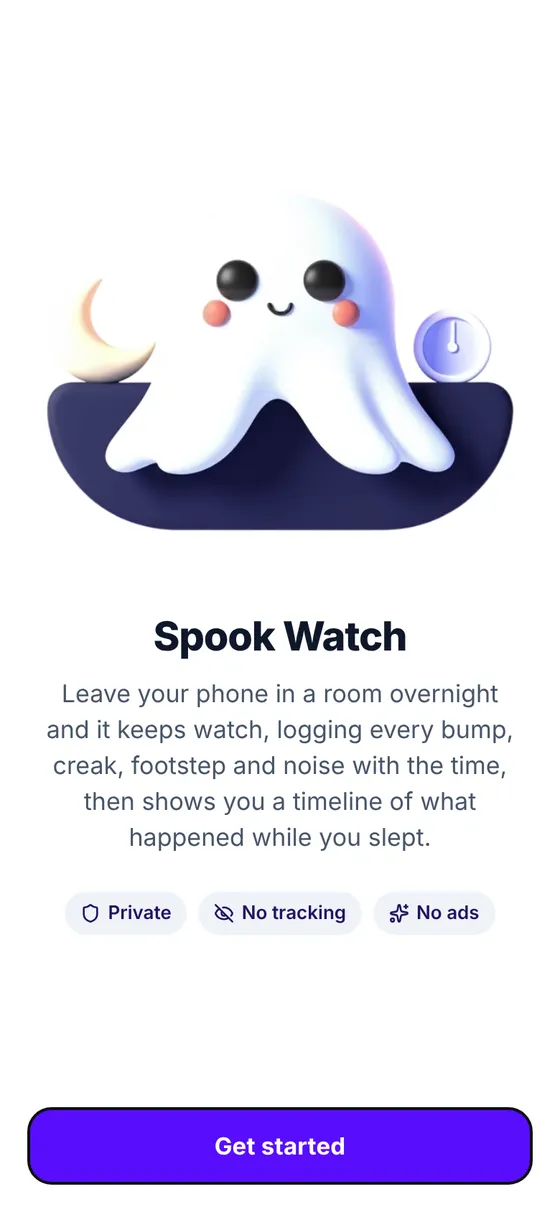 Spook Watch
Leave your phone in a room overnight
and it keeps watch, logging every bump,
creak, footstep and noise with the time,
then shows you a timeline of what
happened while you slept.
Private
No tracking
No ads
Get started